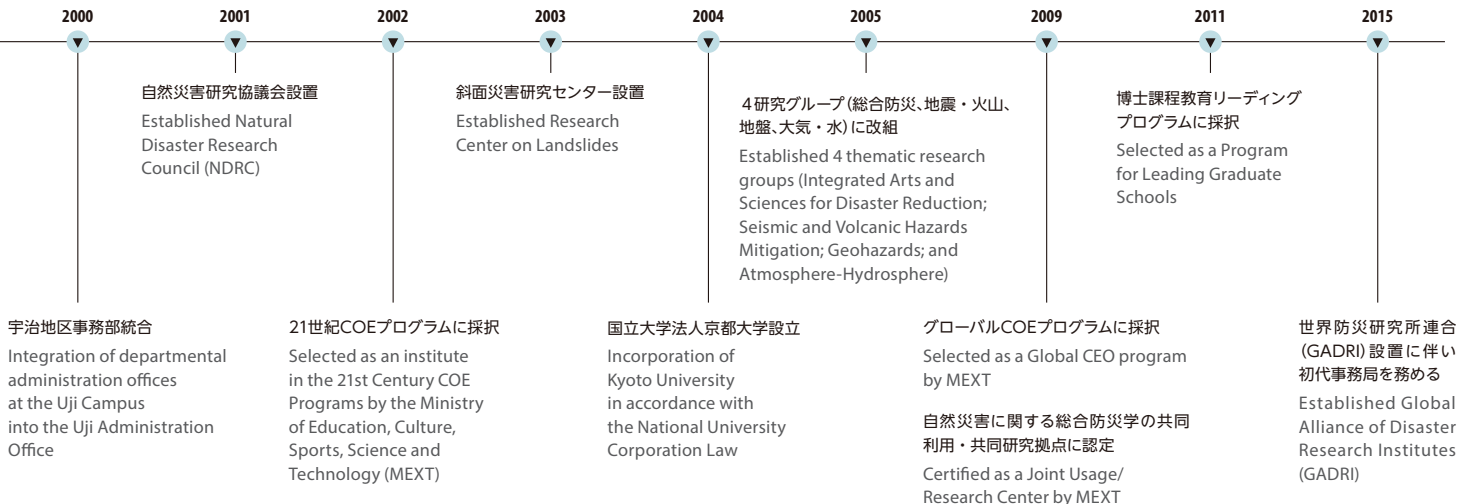 2000
2001
2002
2003
2004
2005
2009
2011
2015
自然災害研究協議会設置
Established Natural
Disaster Research
Council (NDRC)
斜面災害研究センター設置
Established Research
Center on Landslides
4研究グループ（総合防災、地震・火山、
地盤、大気・水）に改組
Established 4 thematic research
groups (Integrated Arts and
Sciences for Disaster Reduction;
Seismic and Volcanic Hazards
Mitigation; Geohazards; and
Atmosphere-Hydrosphere)
博士課程教育リーディング
プログラムに採択
Selected as a Program
for Leading Graduate
Schools
宇治地区事務部統合
Integration of departmental
administration offices
at the Uji Campus
into the Uji Administration
Office
21世紀COEプログラムに採択
Selected as an institute
in the 21st Century COE
Programs by the Ministry
of Education, Culture,
Sports, Science and
Technology (MEXT)
国立大学法人京都大学設立
Incorporation of
Kyoto University
in accordance with
the National University
Corporation Law
グローバルCOEプログラムに採択
Selected as a Global CEO program
by MEXT
自然災害に関する総合防災学の共同
利用・共同研究拠点に認定
Certified as a Joint Usage/
Research Center by MEXT
世界防災研究所連合
（GADRI）設置に伴い
初代事務局を務める
Established Global
Alliance of Disaster
Research Institutes
(GADRI)